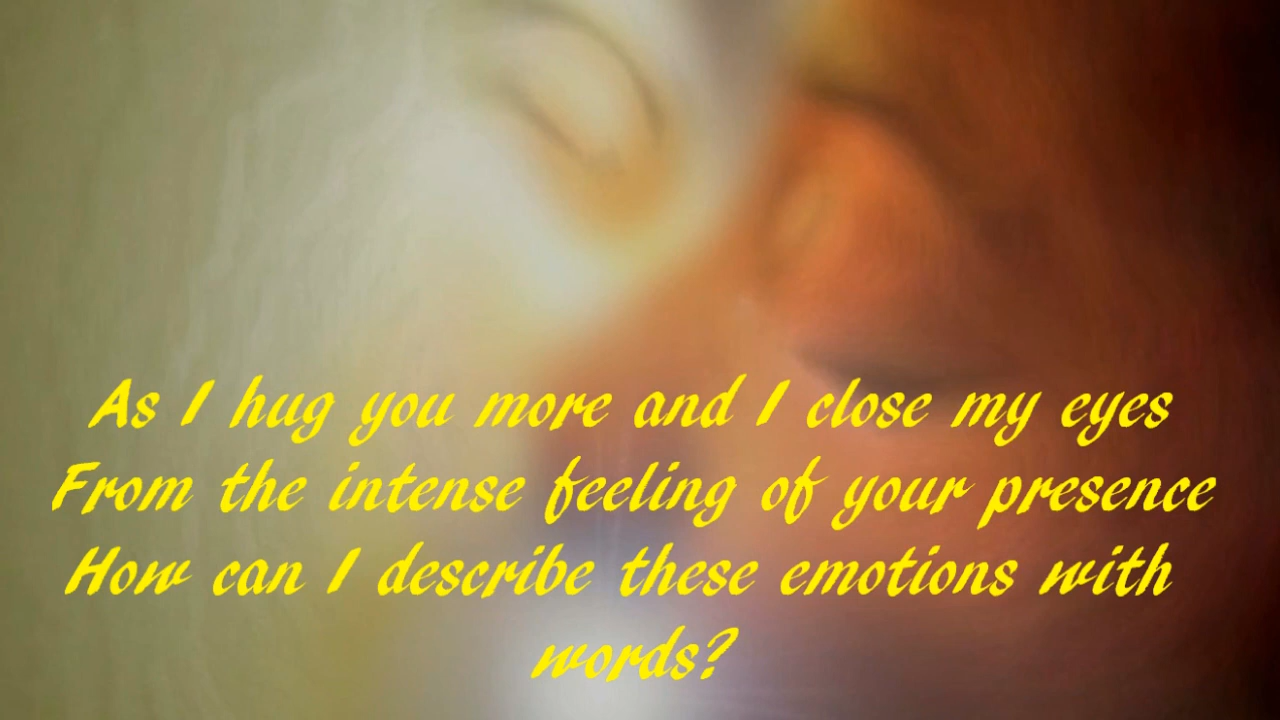 As I hug you more and I close my eyes
From the intense feeling of your presence
How can I describe these emotions with
words?